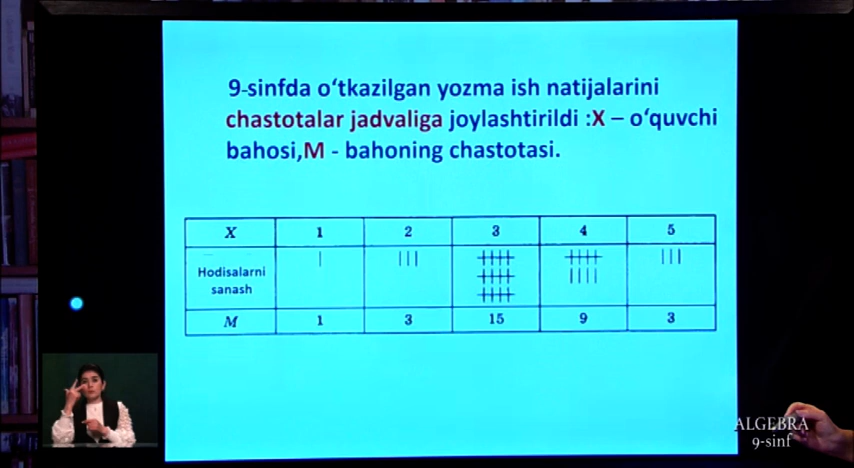 9-sinfda o‘tkazilgan yozma ish natijalarini
chastotalar jadvaliga joylashtirildi :X – o‘quvchi
bahosi,M - bahoning chastotasi.
X 1 2 3 4 5
Hodisalarni
sanash
M 1 3 15 9 3
ALGEBRA
9-sinf